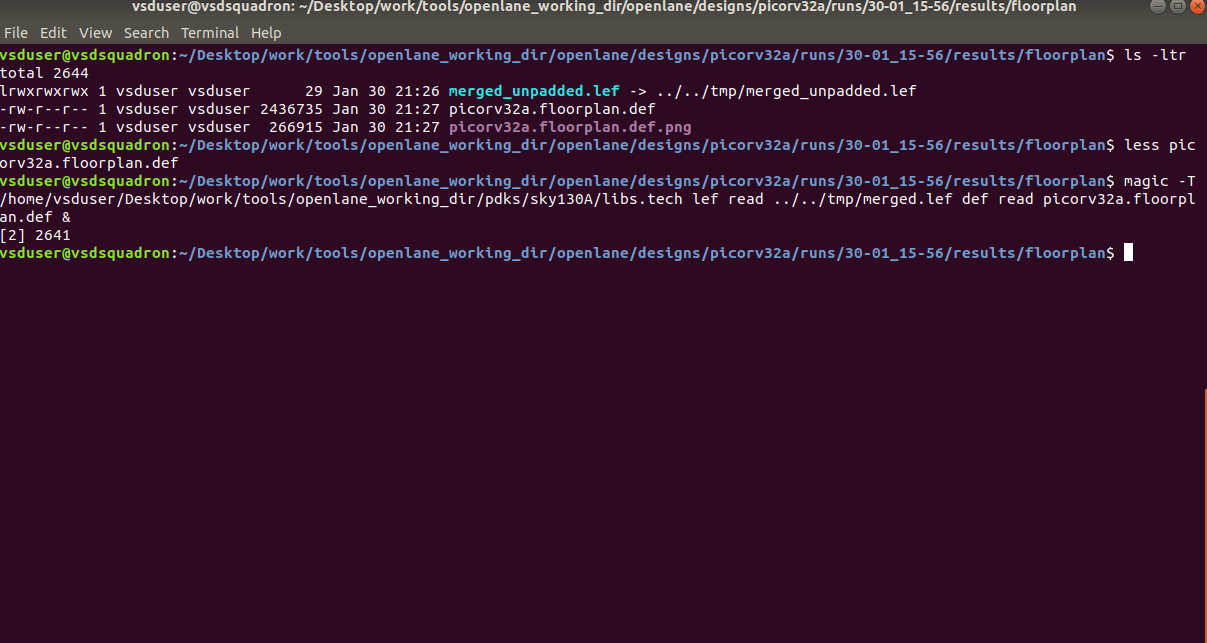 vsduser@vsdsquadron: ~/Desktop/work/tools/openlane_working_dir/openlane/designs/picorv32a/runs/30-01_15-56/results/floorplan
File Edit View Search Terminal Help
vsduser@vsdsquadron:~/Desktop/work/tools/openlane_working_dir/openlane/designs/picorv32a/runs/30-01_15-56/results/floorplan$ ls -ltr
total 2644
lrwxrwxrwx 1 vsduser vsduser      29 Jan 30 21:26 merged_unpadded.lef -> ../../tmp/merged_unpadded.lef
-rw-r--r-- 1 vsduser vsduser 2436735 Jan 30 21:27 picorv32a.floorplan.def
-rw-r--r-- 1 vsduser vsduser  266915 Jan 30 21:27 picorv32a.floorplan.def.png
vsduser@vsdsquadron:~/Desktop/work/tools/openlane_working_dir/openlane/designs/picorv32a/runs/30-01_15-56/results/floorplan$ less pic
orv32a.floorplan.def
vsduser@vsdsquadron:~/Desktop/work/tools/openlane_working_dir/openlane/designs/picorv32a/runs/30-01_15-56/results/floorplan$ magic -T
/home/vsduser/Desktop/work/tools/openlane_working_dir/pdks/sky130A/libs.tech lef read ../../tmp/merged.lef def read picorv32a.floorpl
an.def &
[2] 2641
vsduser@vsdsquadron:~/Desktop/work/tools/openlane_working_dir/openlane/designs/picorv32a/runs/30-01_15-56/results/floorplan$